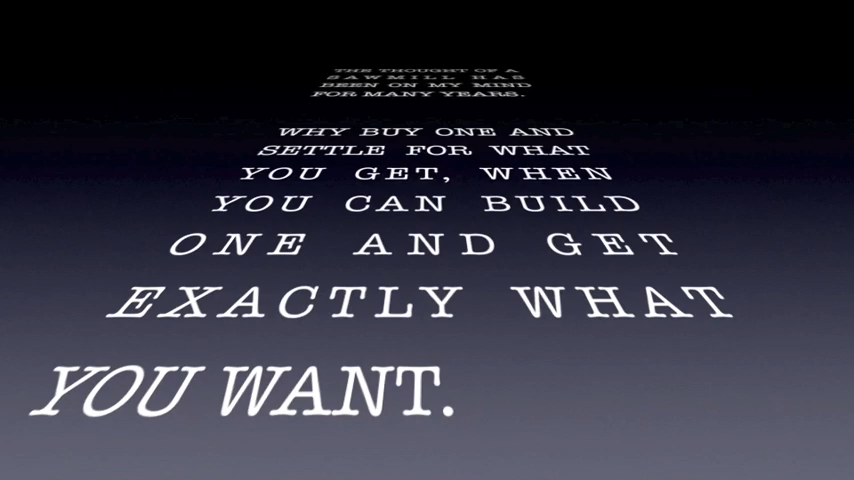 THE THOUGHT OF A
SAWMILL HAS
BEEN ON MY MIND
FOR MANY YEARS.
WHY BUY ONE AND
SETTLE FOR WHAT
YOU GET, WHEN
YOU CAN BUILD
ONE AND GET
EXACTLY WHAT
YOU WANT.